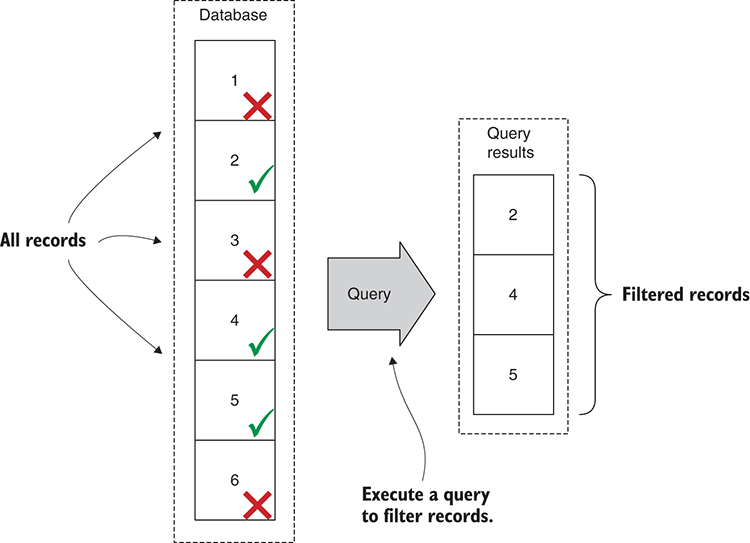 Database
1
2
3
4
5
6
All records
Query
Execute a query
to filter records.
Query
results
2
4
5
Filtered records